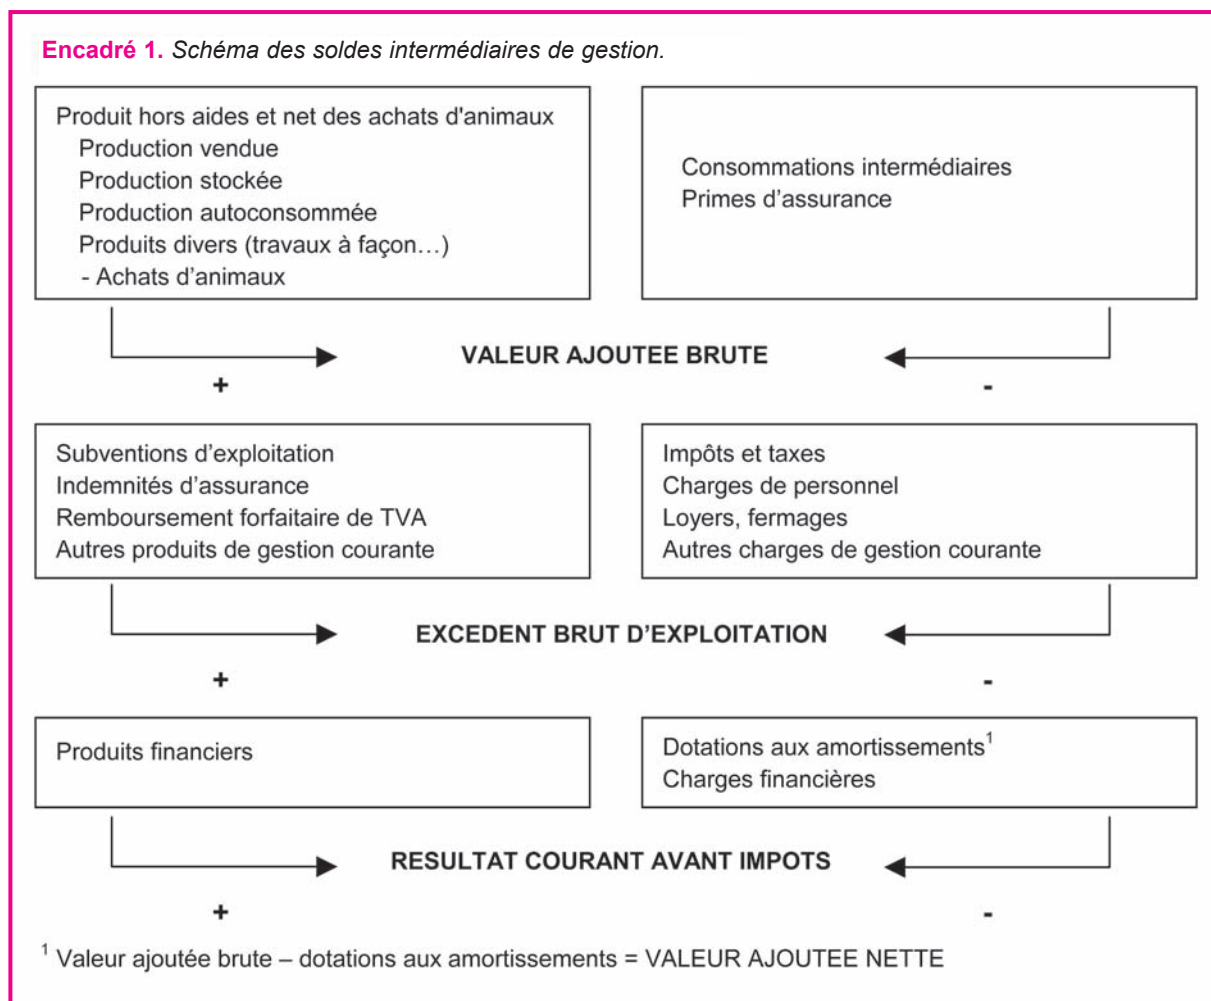 Encadré 1. Schéma des soldes intermédiaires de gestion.
Produit hors aides et net des achats d'animaux
Production vendue
Production stockée
Production autoconsommée
Produits divers (travaux à façon…)
- Achats d’animaux
Consommations intermédiaires
Primes d’assurance
VALEUR AJOUTEE BRUTE
+ -
Subventions d’exploitation
Indemnités d’assurance
Remboursement forfaitaire de TVA
Autres produits de gestion courante
Impôts et taxes
Charges de personnel
Loyers, fermages
Autres charges de gestion courante
EXCEDENT BRUT D’EXPLOITATION
+ -
Produits financiers
Dotations aux amortissements¹
Charges financières
RESULTAT COURANT AVANT IMPOTS
+ -
¹ Valeur ajoutée brute – dotations aux amortissements = VALEUR AJOUTEE NETTE